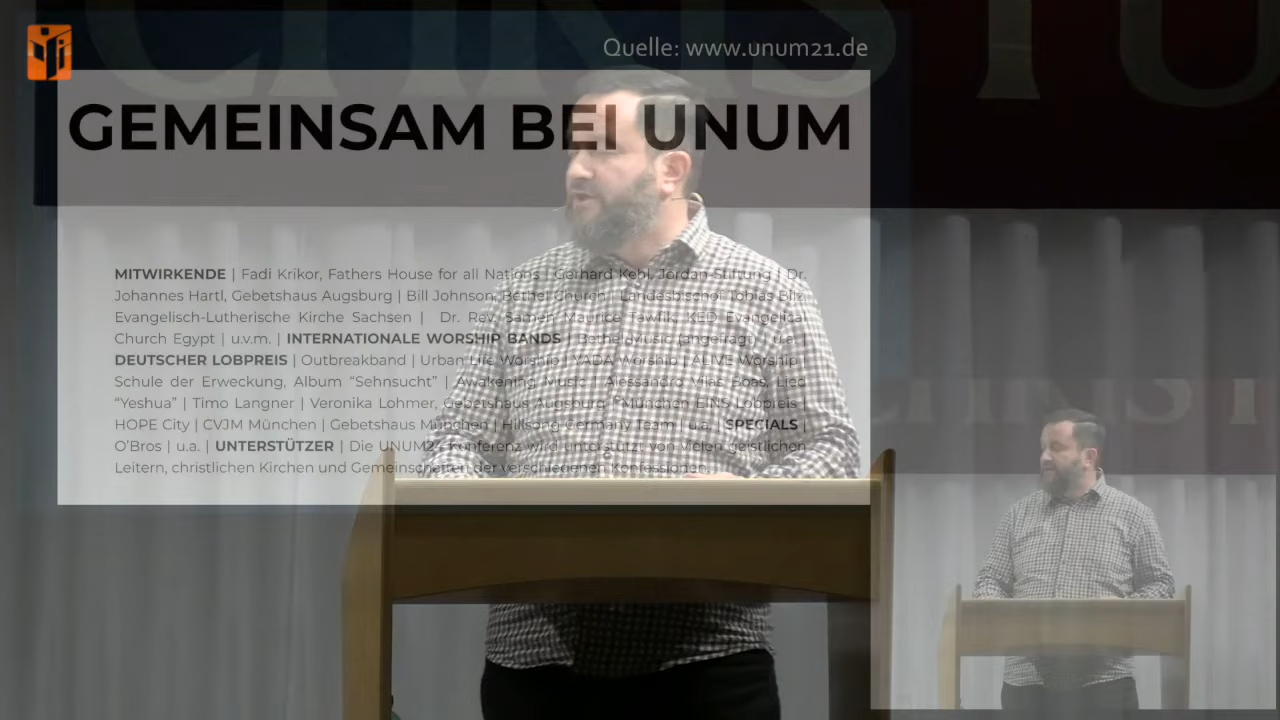 CHRISTU
Quelle: www.unum21.de
GEMEINSAM BEI UNUM
MITWIRKENDE | Fadi Krikor, Fathers House for all Nations | Gerhard Kehl, Jordan Stiftung | Dr.
Johannes Hartl, Gebetshaus Augsburg | Bill Johnson, Bethel Church | Landesbischof Tobias Bilz,
Evangelisch-Lutherische Kirche Sachsen | Dr. Rev. Sameh Maurice Tawfik, KED Evangelical
Church Egypt | u.v.m. | INTERNATIONALE WORSHIP BANDS | Bethel Music (angefragt) | u.a. |
DEUTSCHER LOBPREIS | Outbreakband | Urban Life Worship | YADA Worship | ALIVE Worship,
Schule der Erweckung, Album “Sehnsucht” | Awakening Music | Alessandro Vilas Boas, Lied
“Yeshua” | Timo Langner | Veronika Lohmer, Gebetshaus Augsburg | München EINS Lobpreis |
HOPE City | CVJM München | Gebetshaus München | Hillsong Germany Team | u.a. | SPECIALS |
O’Bros | u.a. | UNTERSTÜTZER | Die UNUM24 Konferenz wird unterstützt von vielen geistlichen
Leitern, christlichen Kirchen und Gemeinschaften der verschiedenen Konfessionen.